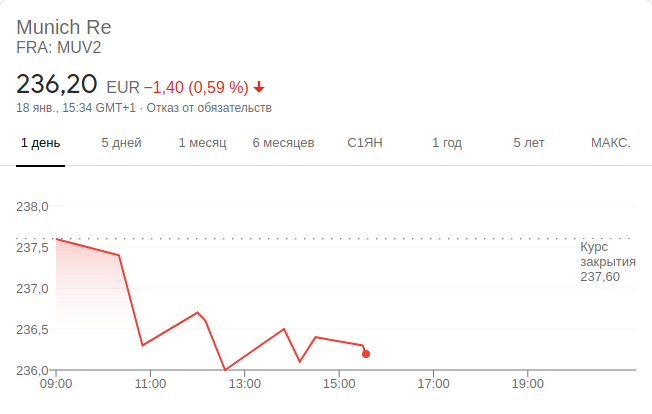 Munich Re
FRA: MUV2
236,20 EUR −1,40 (0,59 %)
18 янв., 15:34 GMT+1 · Отказ от обязательств
1 день 5 дней 1 месяц 6 месяцев С1ЯН 1 год 5 лет МАКС.
238,0
237,5
237,0
236,5
236,0
Курс
закрытия
237,60
09:00 11:00 13:00 15:00 17:00 19:00